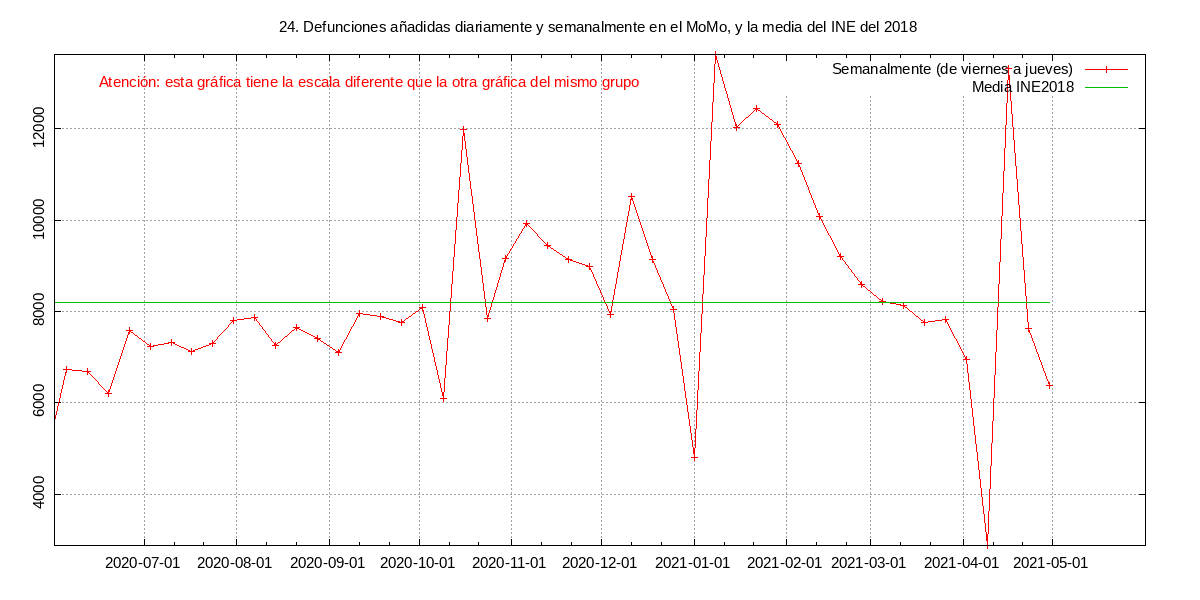 24. Defunciones añadidas diariamente y semanalmente en el MoMo, y la media del INE del 2018
Atención: esta gráfica tiene la escala diferente que la otra gráfica del mismo grupo
Semanalmente (de viernes a jueves)
Media INE2018
12000
10000
8000
6000
4000
2020-07-01 2020-08-01 2020-09-01 2020-10-01 2020-11-01 2020-12-01 2021-01-01 2021-02-01 2021-03-01 2021-04-01 2021-05-01